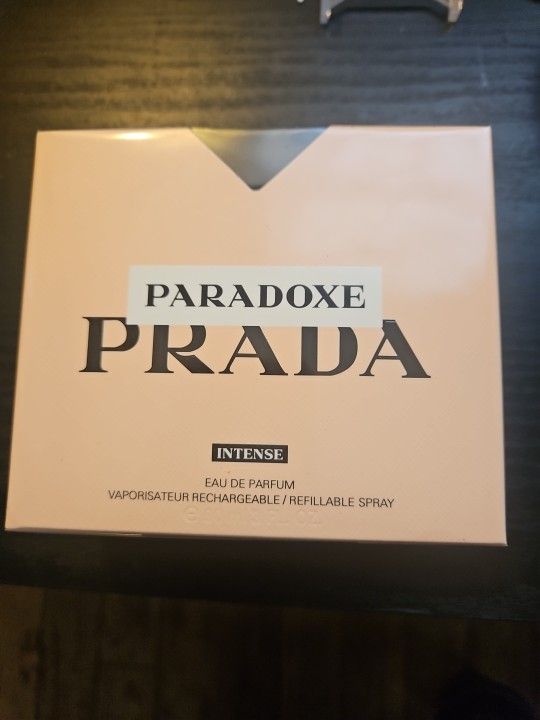 PARADOXE
PRADA
INTENSE
EAU DE PARFUM
VAPORISATEUR RECHARGEABLE / REFILLABLE SPRAY